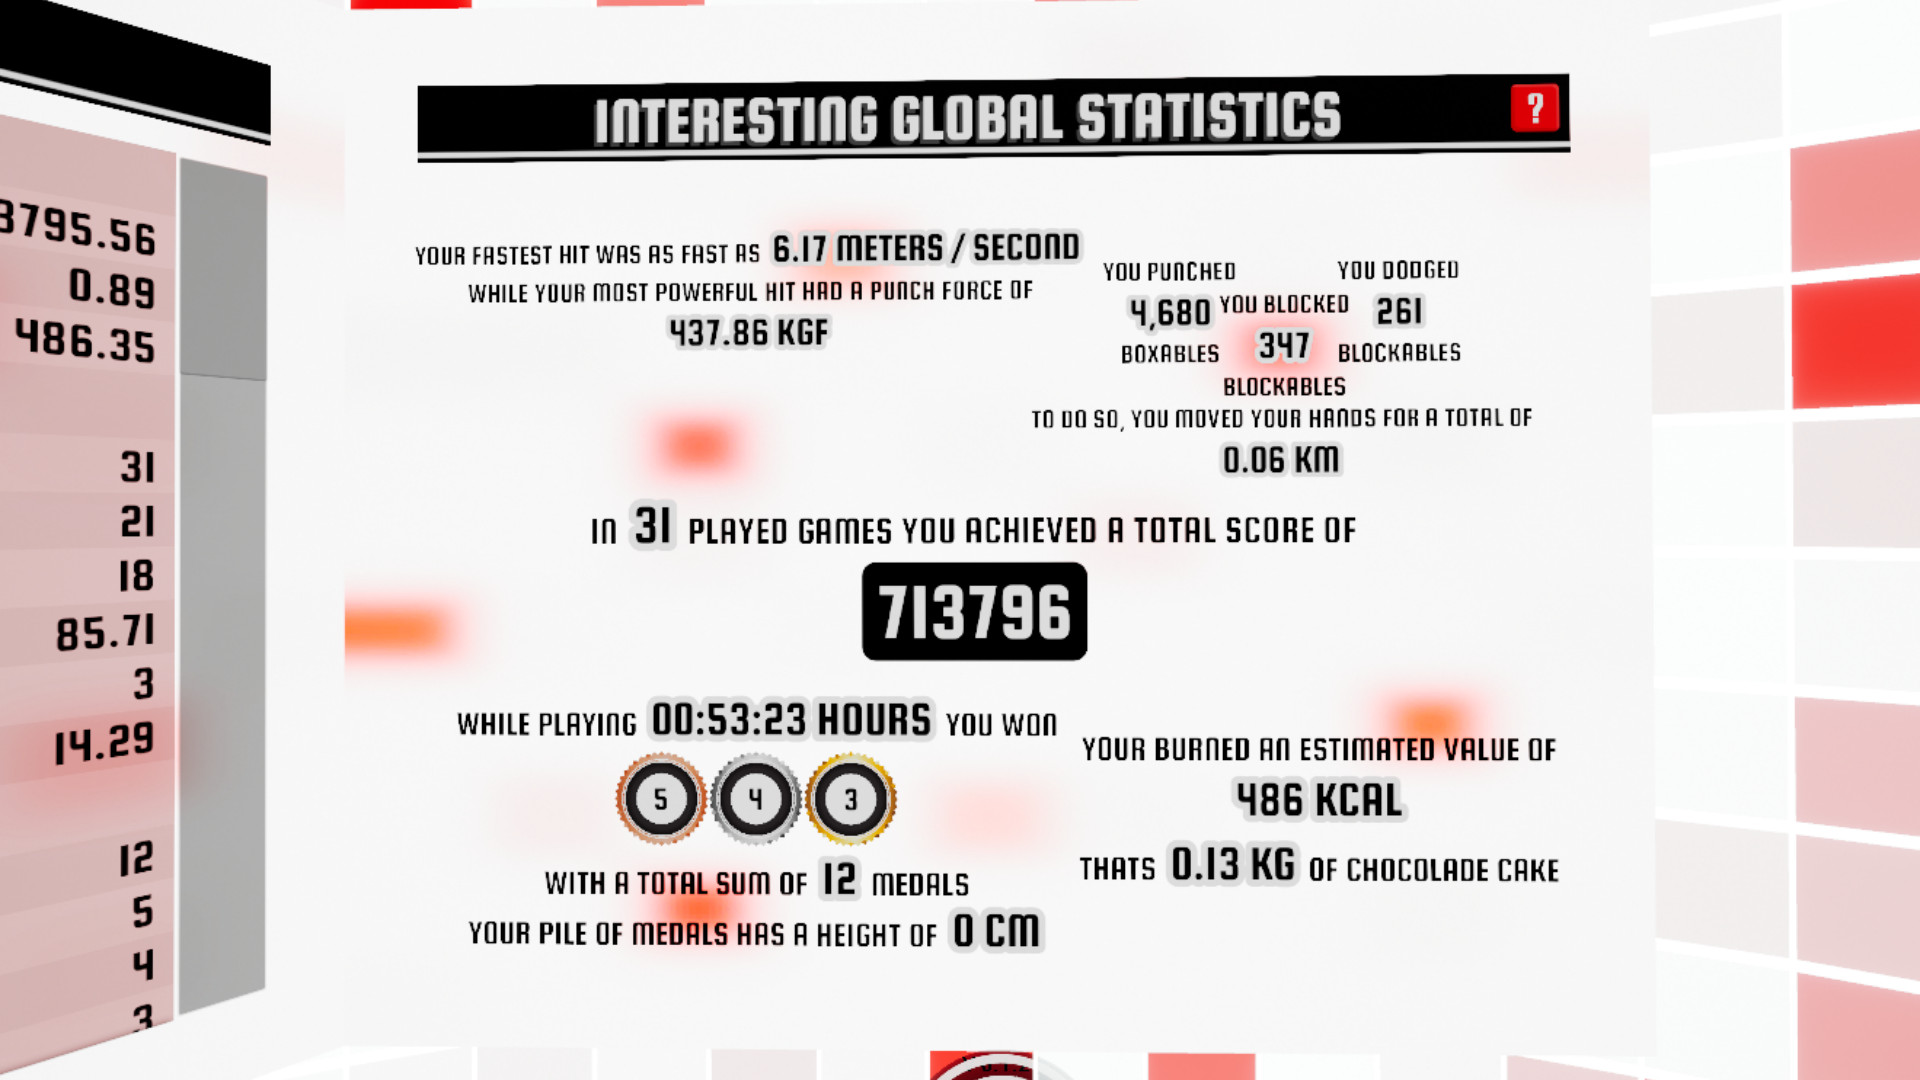 INTERESTING GLOBAL STATISTICS
?
3795.56
0.89
486.35
31
21
18
85.71
3
14.29
12
5
4
3
YOUR FASTEST HIT WAS AS FAST AS 6.17 METERS / SECOND
WHILE YOUR MOST POWERFUL HIT HAD A PUNCH FORCE OF
437.86 KGF
YOU PUNCHED
4,680
BOXABLES
YOU BLOCKED
347
BLOCKABLES
YOU DODGED
261
BLOCKABLES
TO DO SO, YOU MOVED YOUR HANDS FOR A TOTAL OF
0.06 KM
IN 31 PLAYED GAMES YOU ACHIEVED A TOTAL SCORE OF
713796
WHILE PLAYING 00:53:23 HOURS YOU WON
5 4 3
WITH A TOTAL SUM OF 12 MEDALS
YOUR PILE OF MEDALS HAS A HEIGHT OF 0 CM
YOUR BURNED AN ESTIMATED VALUE OF
486 KCAL
THATS 0.13 KG OF CHOCOLADE CAKE